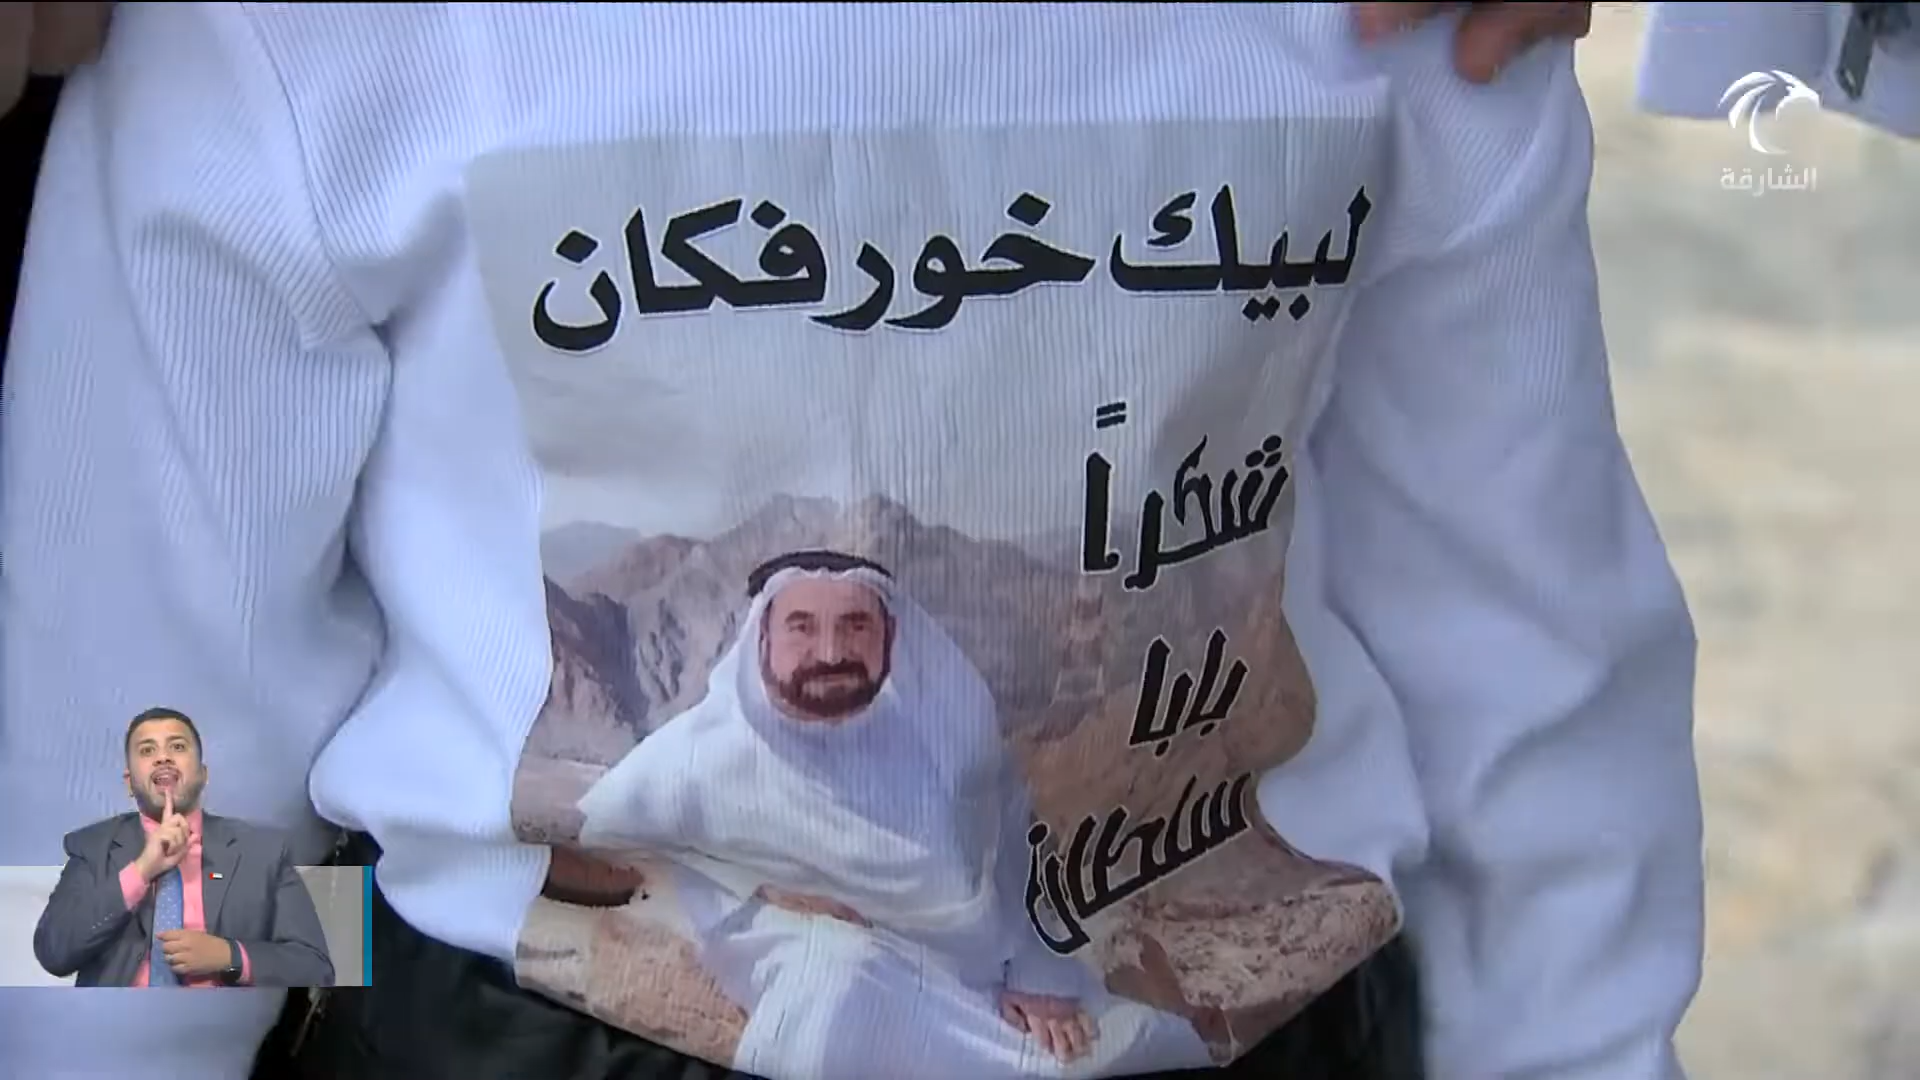 الشارقة
لبيك خورفكان
شكراً
بابا
سلطان